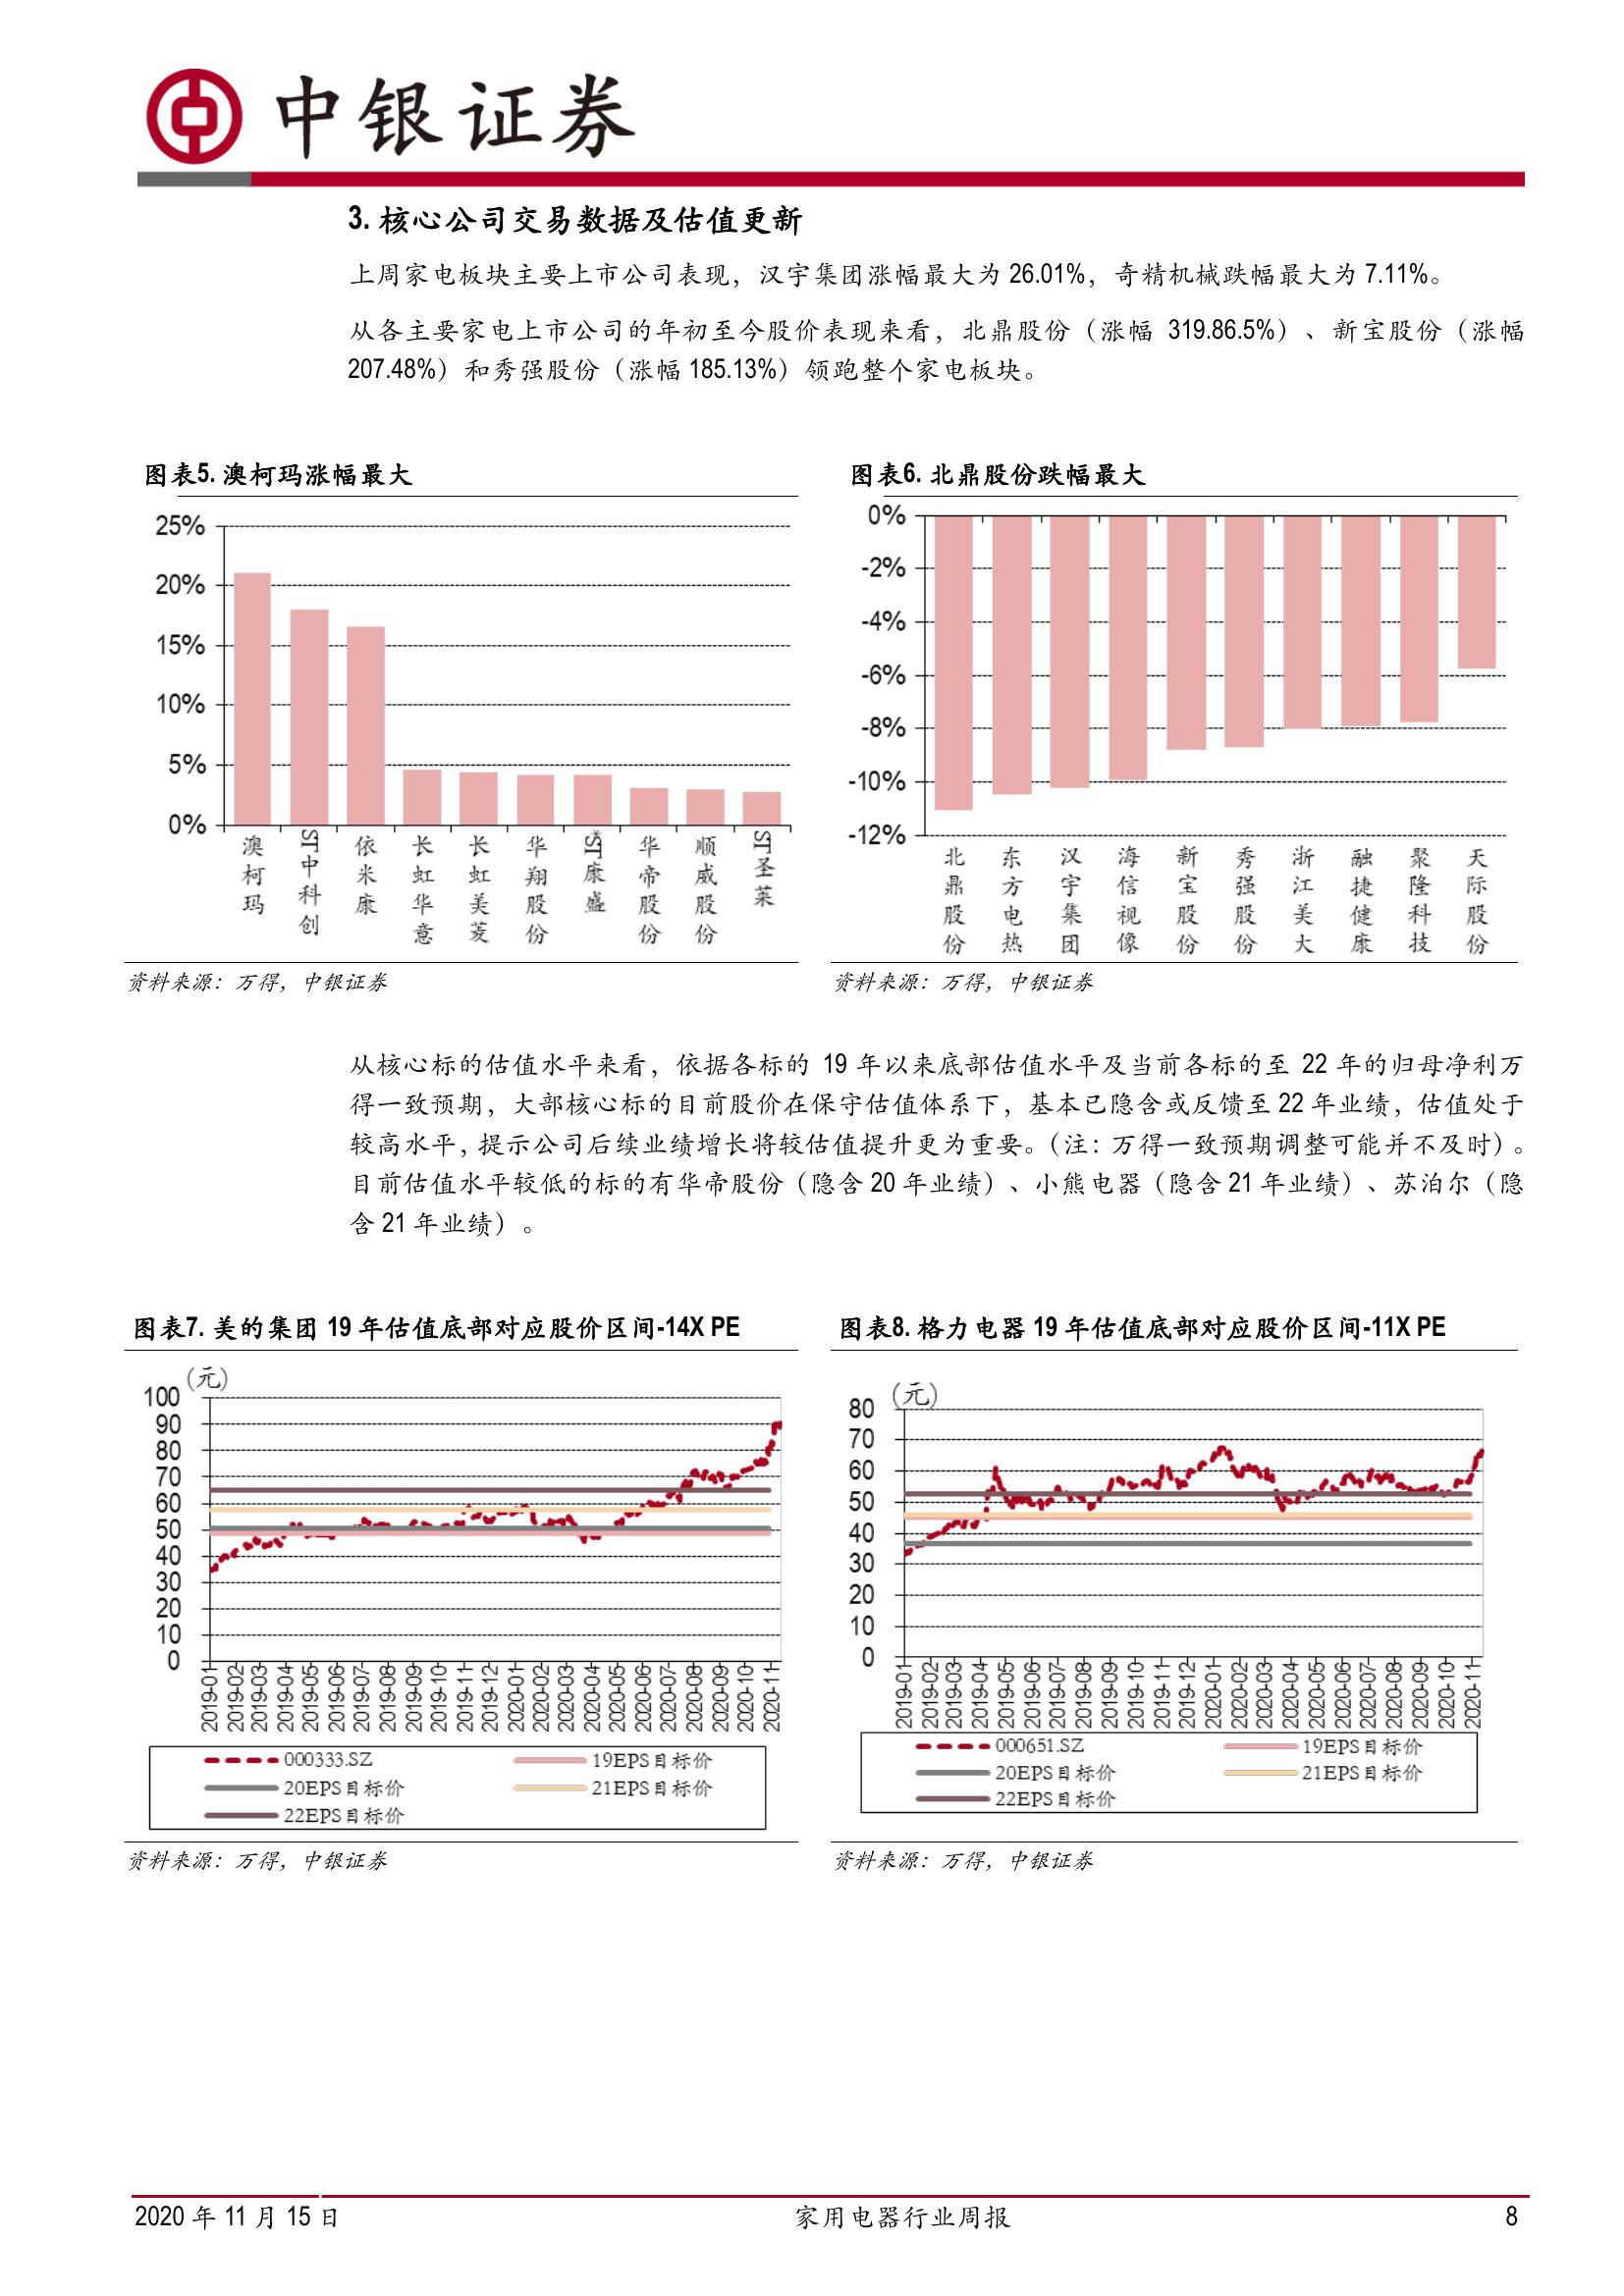 中银证券
3. 核心公司交易数据及估值更新
上周家电板块主要上市公司表现，汉宇集团涨幅最大为 26.01%，奇精机械跌幅最大为 7.11%。
从各主要家电上市公司的年初至今股价表现来看，北鼎股份（涨幅 319.86.5%）、新宝股份（涨幅
207.48%）和秀强股份（涨幅 185.13%）领跑整个家电板块。
图表5. 澳柯玛涨幅最大
25%
20%
15%
10%
5%
0%
澳柯玛
ST中科创
依米康
长虹华意
长虹美菱
华翔股份
*ST康盛
华帝股份
顺威股份
ST圣莱
资料来源：万得，中银证券
图表6. 北鼎股份跌幅最大
0%
-2%
-4%
-6%
-8%
-10%
-12%
北鼎股份
东方电热
汉宇集团
海信视像
新宝股份
秀强股份
浙江美大
融捷健康
聚隆科技
天际股份
资料来源：万得，中银证券
从核心标的估值水平来看，依据各标的 19 年以来底部估值水平及当前各标的至 22 年的归母净利万
得一致预期，大部核心标的目前股价在保守估值体系下，基本已隐含或反馈至 22 年业绩，估值处于
较高水平，提示公司后续业绩增长将较估值提升更为重要。（注：万得一致预期调整可能并不及时）。
目前估值水平较低的标的有华帝股份（隐含 20 年业绩）、小熊电器（隐含 21 年业绩）、苏泊尔（隐
含 21 年业绩）。
图表7. 美的集团 19 年估值底部对应股价区间-14X PE
(元)
100
90
80
70
60
50
40
30
20
10
0
2019-01
2019-02
2019-03
2019-04
2019-05
2019-06
2019-07
2019-08
2019-09
2019-10
2019-11
2019-12
2020-01
2020-02
2020-03
2020-04
2020-05
2020-06
2020-07
2020-08
2020-09
2020-10
2020-11
000333.SZ
19EPS目标价
20EPS目标价
21EPS目标价
22EPS目标价
资料来源：万得，中银证券
图表8. 格力电器 19 年估值底部对应股价区间-11X PE
(元)
80
70
60
50
40
30
20
10
0
2019-01
2019-02
2019-03
2019-04
2019-05
2019-06
2019-07
2019-08
2019-09
2019-10
2019-11
2019-12
2020-01
2020-02
2020-03
2020-04
2020-05
2020-06
2020-07
2020-08
2020-09
2020-10
2020-11
000651.SZ
19EPS目标价
20EPS目标价
21EPS目标价
22EPS目标价
资料来源：万得，中银证券
2020 年 11 月 15 日
家用电器行业周报
8